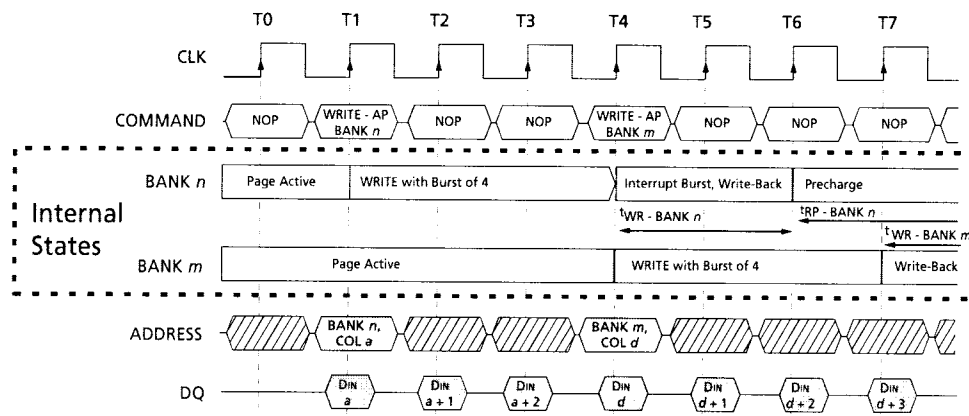 T0 T1 T2 T3 T4 T5 T6 T7
CLK
COMMAND NOP WRITE - AP BANK n NOP NOP WRITE - AP BANK m NOP NOP NOP
BANK n Page Active WRITE with Burst of 4 Interrupt Burst, Write-Back Precharge
Internal States
tWR - BANK n tRP - BANK n
tWR - BANK m
BANK m Page Active WRITE with Burst of 4 Write-Back
ADDRESS BANK n, COL a BANK m, COL d
DQ DIN a DIN a + 1 DIN a + 2 DIN d DIN d + 1 DIN d + 2 DIN d + 3